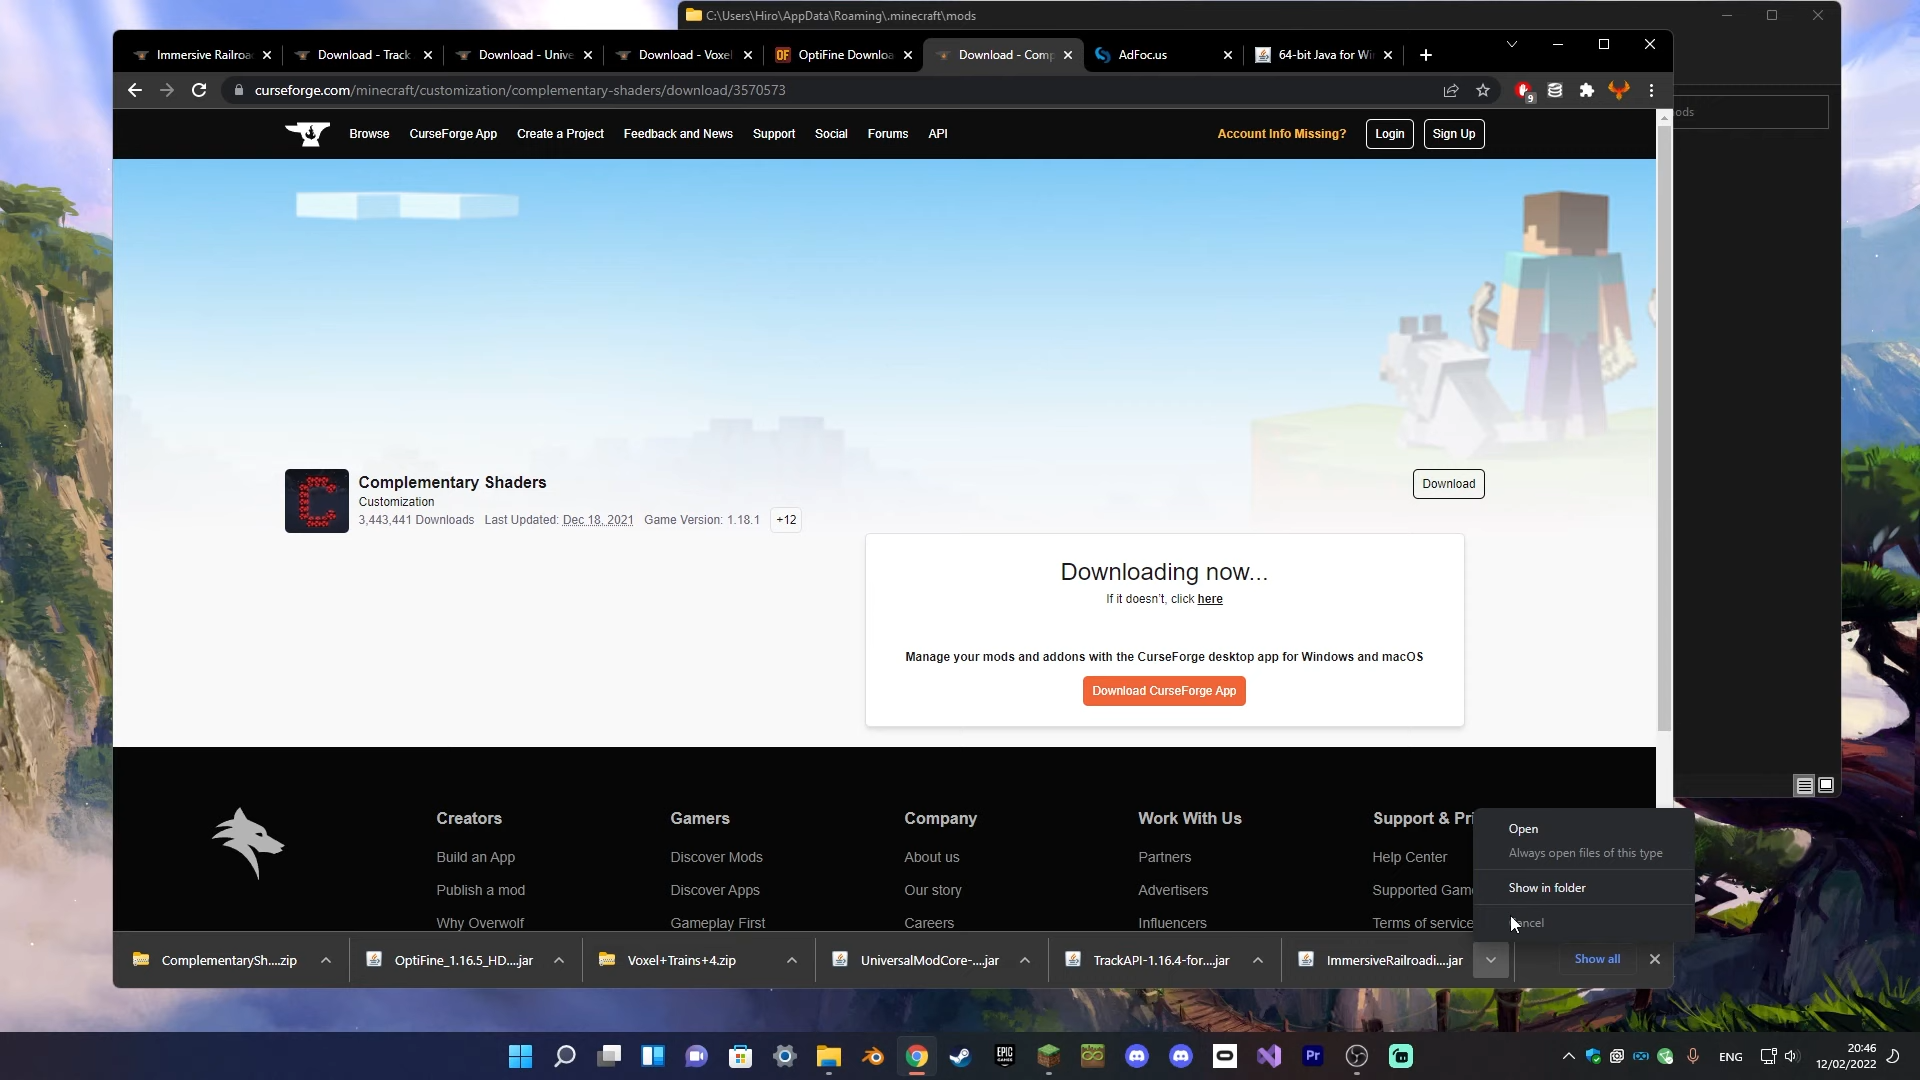 C:\Users\Hiro\AppData\Roaming\.minecraft\mods
Immersive Railroa
Download - Track
Download - Unive
Download - Voxel
OF
OptiFine Downloa
Download - Comp
AdFoc.us
64-bit Java for Wi
curseforge.com/minecraft/customization/complementary-shaders/download/3570573
9
ods
Browse
CurseForge App
Create a Project
Feedback and News
Support
Social
Forums
API
Account Info Missing?
Login
Sign Up
C
Complementary Shaders
Customization
3,443,441 Downloads Last Updated: Dec 18, 2021 Game Version: 1.18.1 +12
Download
Downloading now...
If it doesn't, click here
Manage your mods and addons with the CurseForge desktop app for Windows and macOS
Download CurseForge App
Creators
Build an App
Publish a mod
Why Overwolf
Gamers
Discover Mods
Discover Apps
Gameplay First
Company
About us
Our story
Careers
Work With Us
Partners
Advertisers
Influencers
Support & Pri
Help Center
Supported Gam
Terms of service
Open
Always open files of this type
Show in folder
ancel
ComplementarySh....zip
OptiFine_1.16.5_HD....jar
Voxel+Trains+4.zip
UniversalModCore-....jar
TrackAPI-1.16.4-for....jar
ImmersiveRailroadi....jar
Show all
EPIC
GAMES
Pr
ENG
20:46
12/02/2022